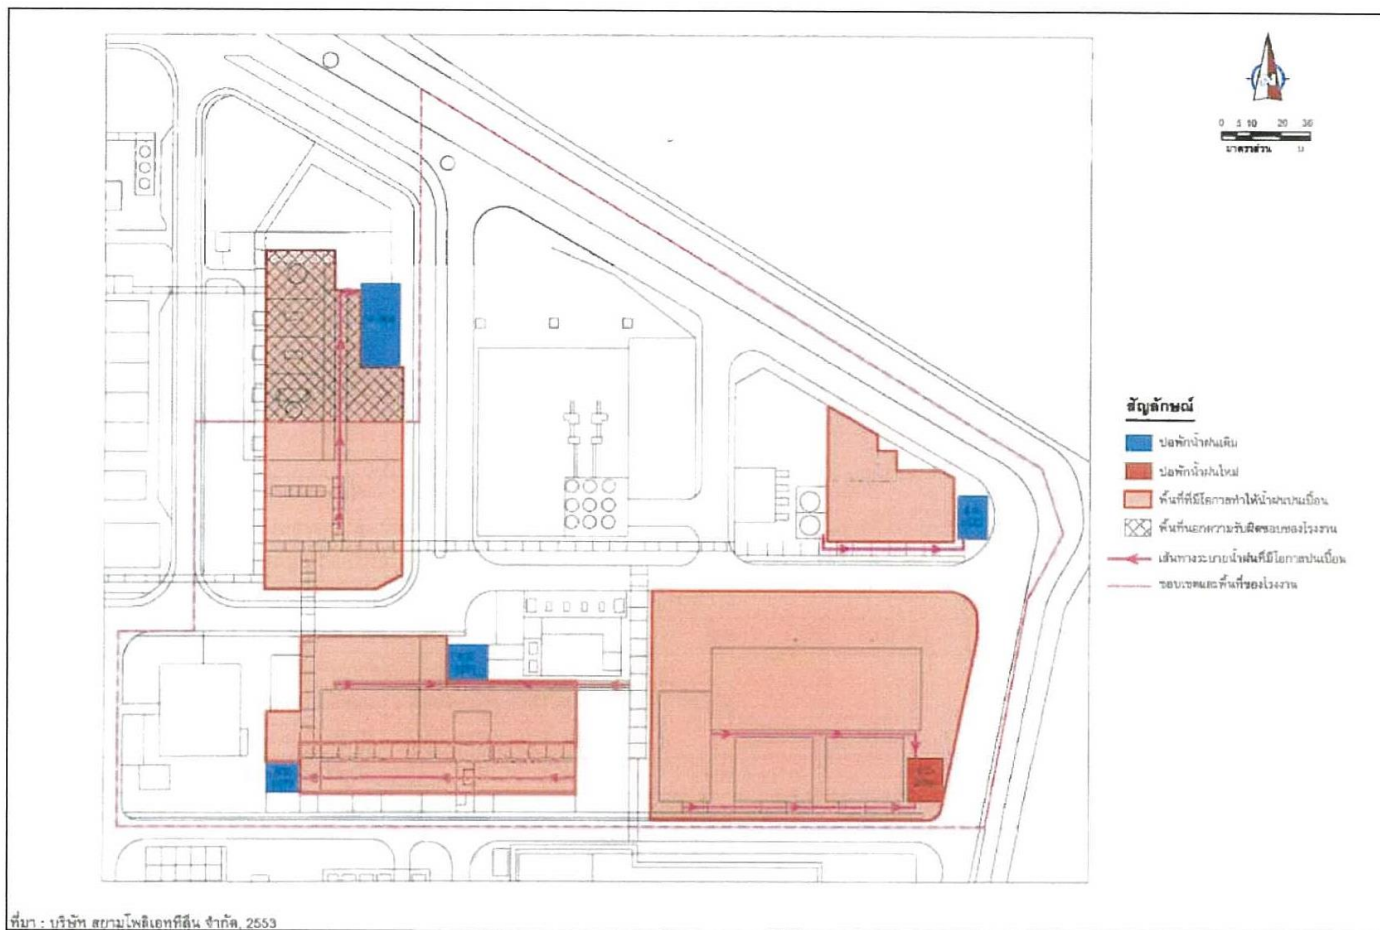 0 5 10 20 30
มาตราส่วน ม
สัญลักษณ์
บ่อพักน้ำฝนเดิม
บ่อพักน้ำฝนใหม่
พื้นที่ที่มีโอกาสทำให้น้ำฝนปนเปื้อน
พื้นที่นอกความรับผิดชอบของโรงงาน
เส้นทางระบายน้ำฝนที่มีโอกาสปนเปื้อน
ขอบเขตและพื้นที่ของโรงงาน
ที่มา : บริษัท สยามโพลิเอททีลีน จำกัด, 2553